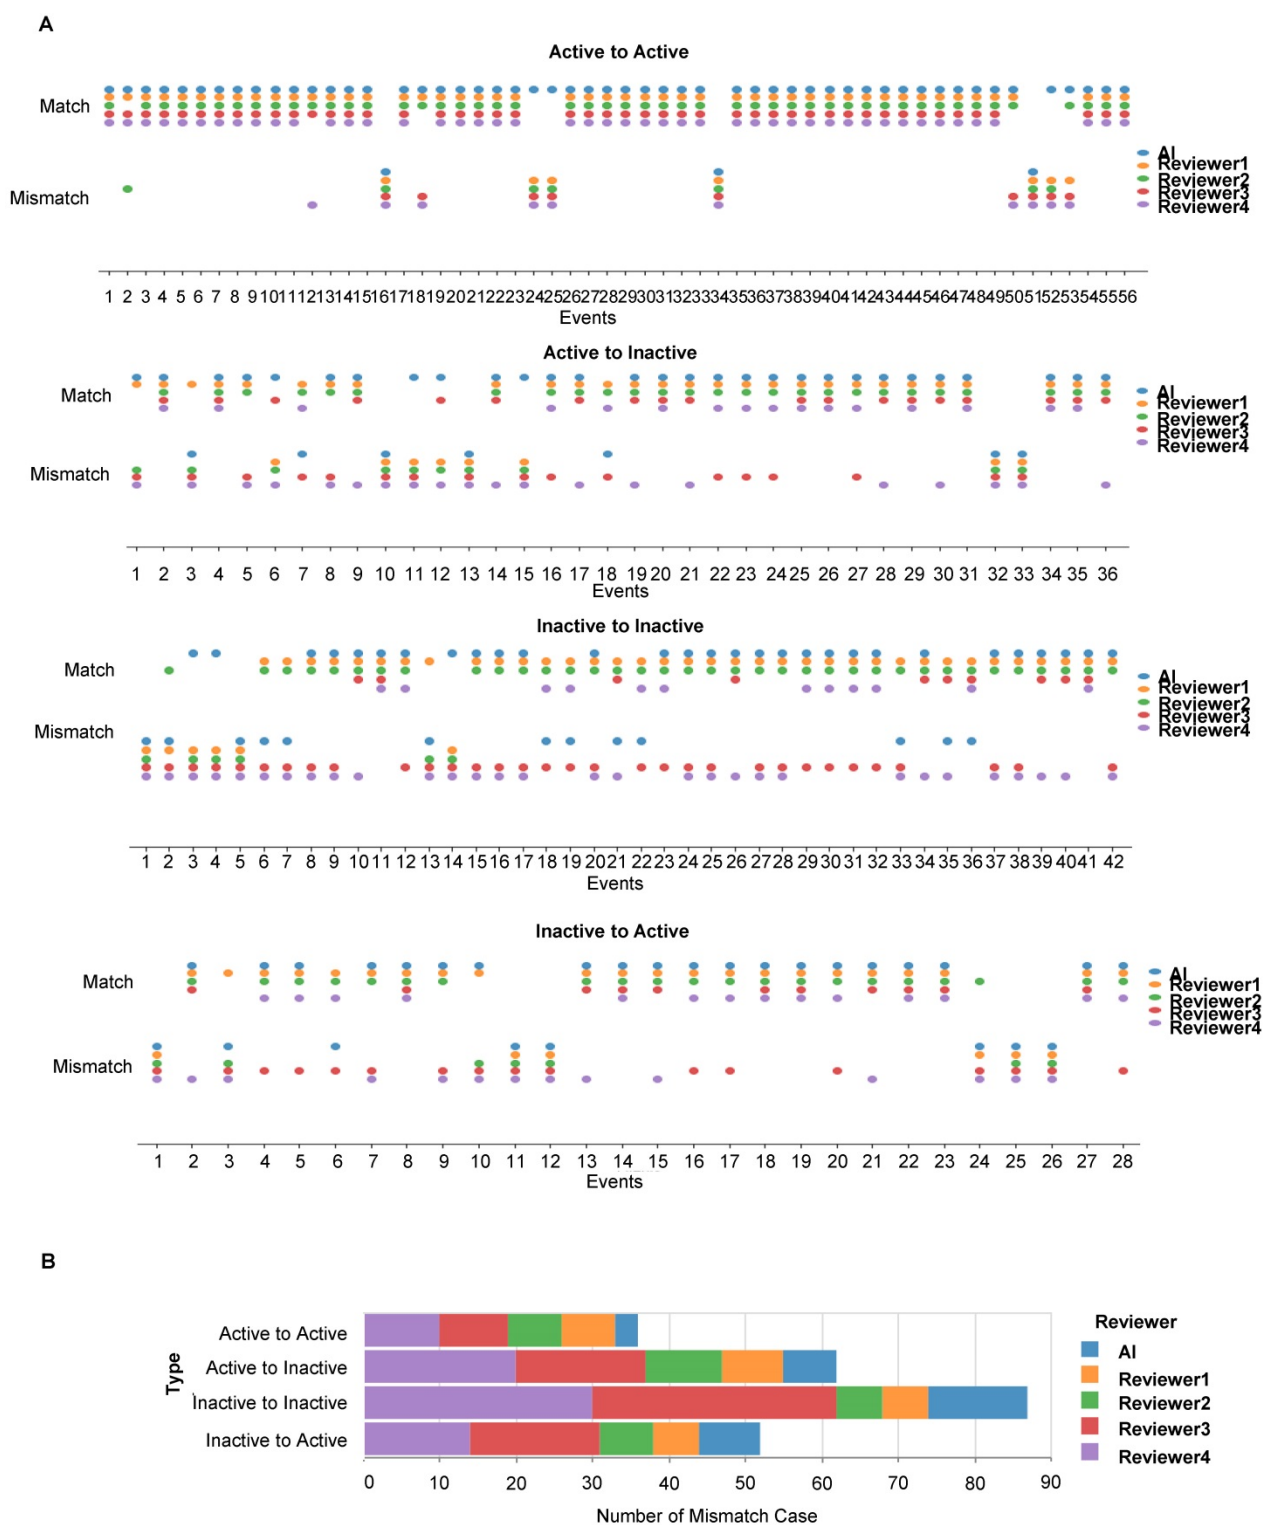 A
Active to Active
Match
Mismatch
AI
Reviewer1
Reviewer2
Reviewer3
Reviewer4
1 2 3 4 5 6 7 8 9 10 11 12 13 14 15 16 17 18 19 20 21 22 23 24 25 26 27 28 29 30 31 32 33 34 35 36 37 38 39 40 41 42 43 44 45 46 47 48 49 50 51 52 53 54 55 56
Events
Active to Inactive
Match
Mismatch
AI
Reviewer1
Reviewer2
Reviewer3
Reviewer4
1 2 3 4 5 6 7 8 9 10 11 12 13 14 15 16 17 18 19 20 21 22 23 24 25 26 27 28 29 30 31 32 33 34 35 36
Events
Inactive to Inactive
Match
Mismatch
AI
Reviewer1
Reviewer2
Reviewer3
Reviewer4
1 2 3 4 5 6 7 8 9 10 11 12 13 14 15 16 17 18 19 20 21 22 23 24 25 26 27 28 29 30 31 32 33 34 35 36 37 38 39 40 41 42
Events
Inactive to Active
Match
Mismatch
AI
Reviewer1
Reviewer2
Reviewer3
Reviewer4
1 2 3 4 5 6 7 8 9 10 11 12 13 14 15 16 17 18 19 20 21 22 23 24 25 26 27 28
Events
B
Type
Active to Active
Active to Inactive
Inactive to Inactive
Inactive to Active
0 10 20 30 40 50 60 70 80 90
Number of Mismatch Case
Reviewer
AI
Reviewer1
Reviewer2
Reviewer3
Reviewer4